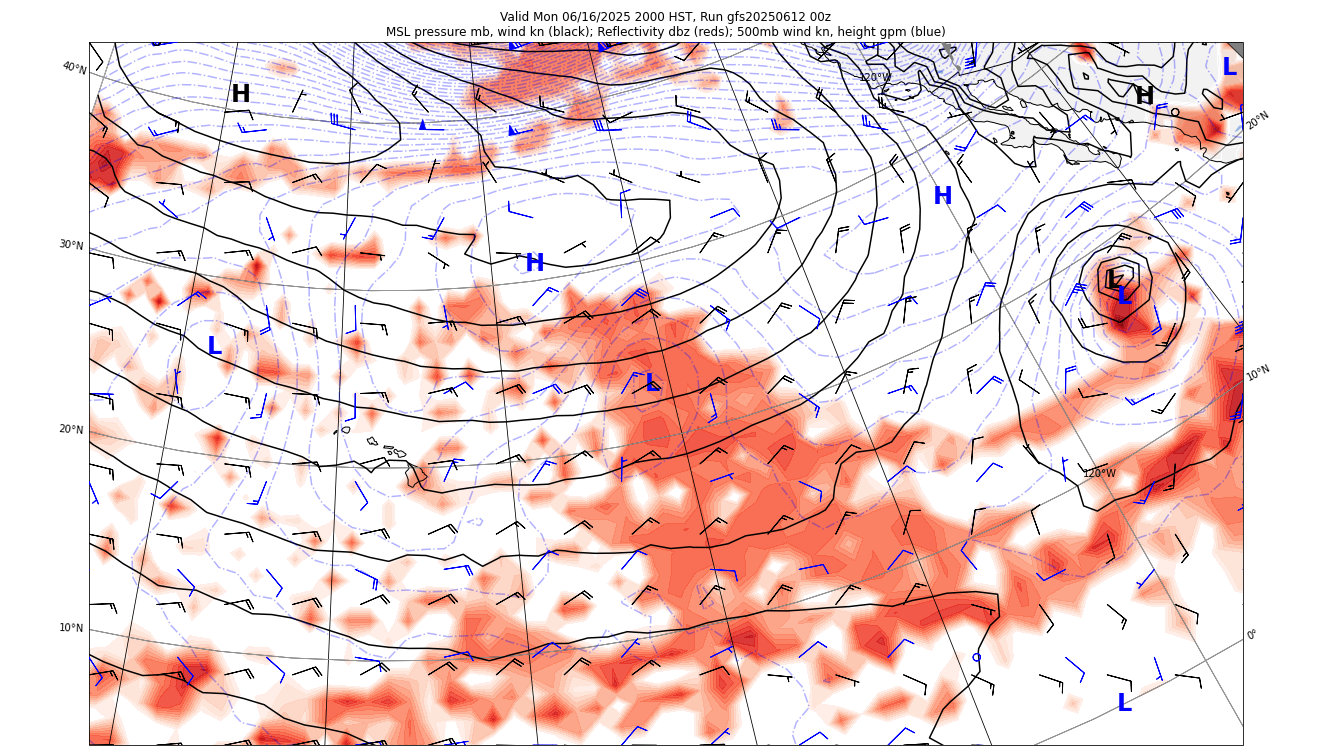 Valid Mon 06/16/2025 2000 HST, Run gfs20250612 00z
MSL pressure mb, wind kn (black); Reflectivity dbz (reds); 500mb wind kn, height gpm (blue)
40°N
H
120°W
H
L
20°N
30°N
H
H
L
L
L
L
10°N
20°N
120°W
10°N
0°
L